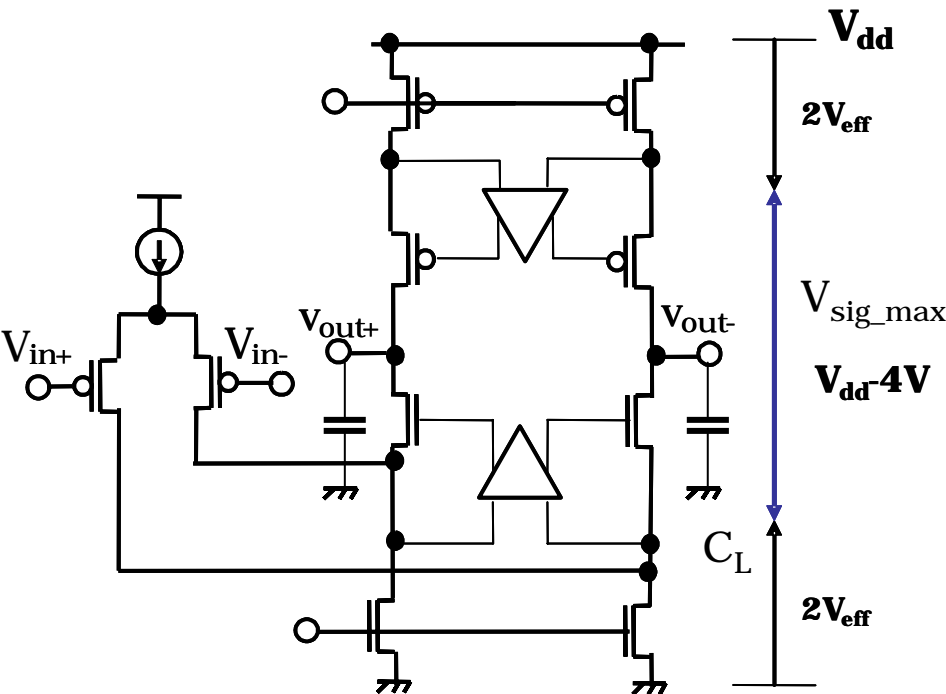 Vdd
2Veff
Vin+
Vin-
vout+
vout-
Vsig_max
Vdd-4V
CL
2Veff